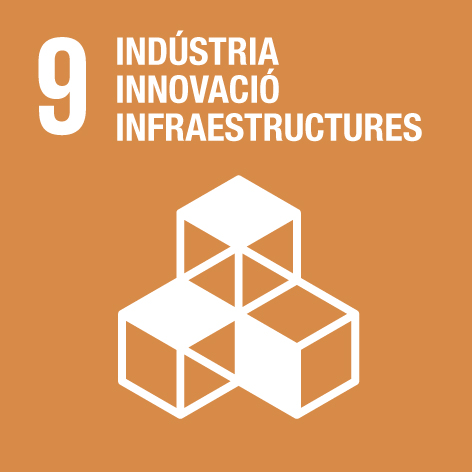 9
INDÚSTRIA
INNOVACIÓ
INFRAESTRUCTURES